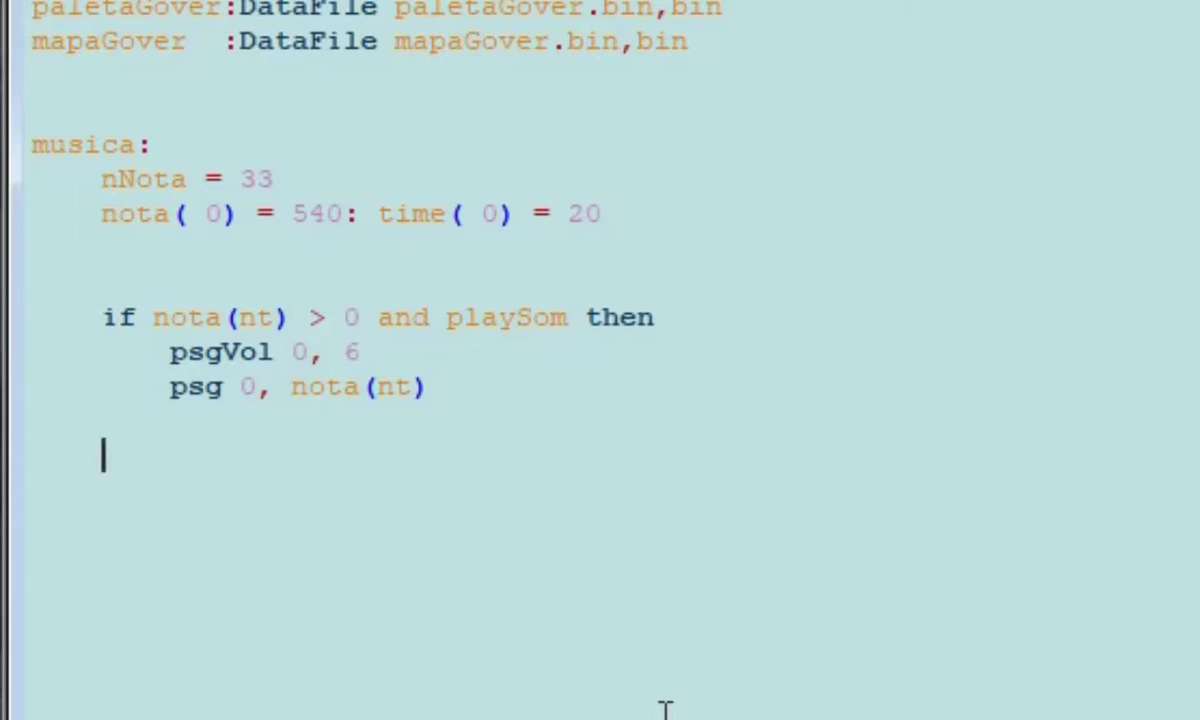 paletaGover:DataFile paletaGover.bin,bin
mapaGover  :DataFile mapaGover.bin,bin
musica:
nNota = 33
nota( 0) = 540: time( 0) = 20
if nota(nt) > 0 and playSom then
psgVol 0, 6
psg 0, nota(nt)